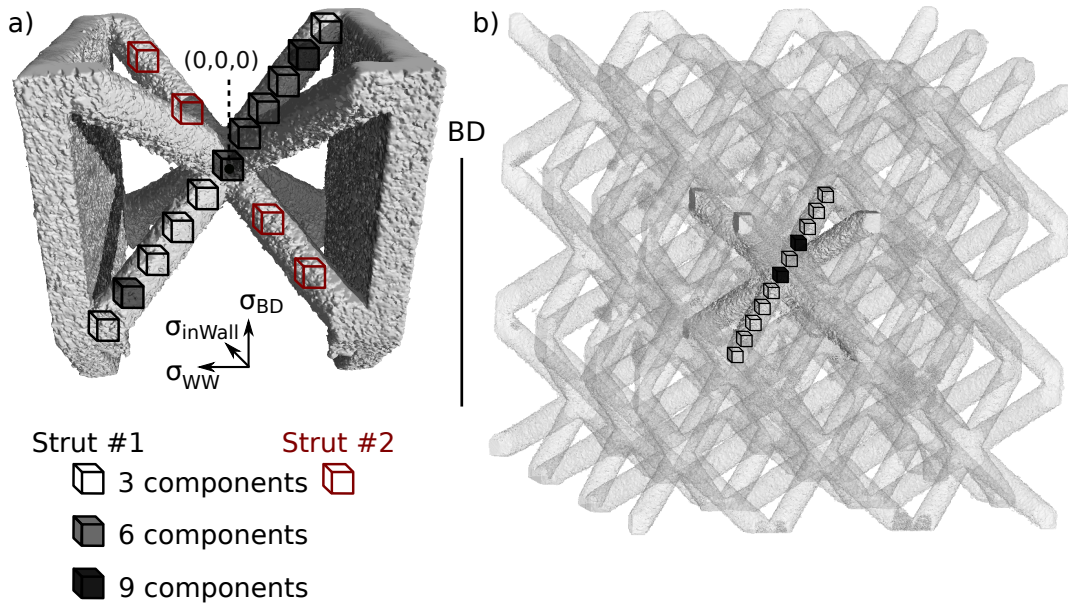 a)
(0,0,0)
BD
σBD
σinWall
σWW
Strut #1
Strut #2
3 components
6 components
9 components
b)